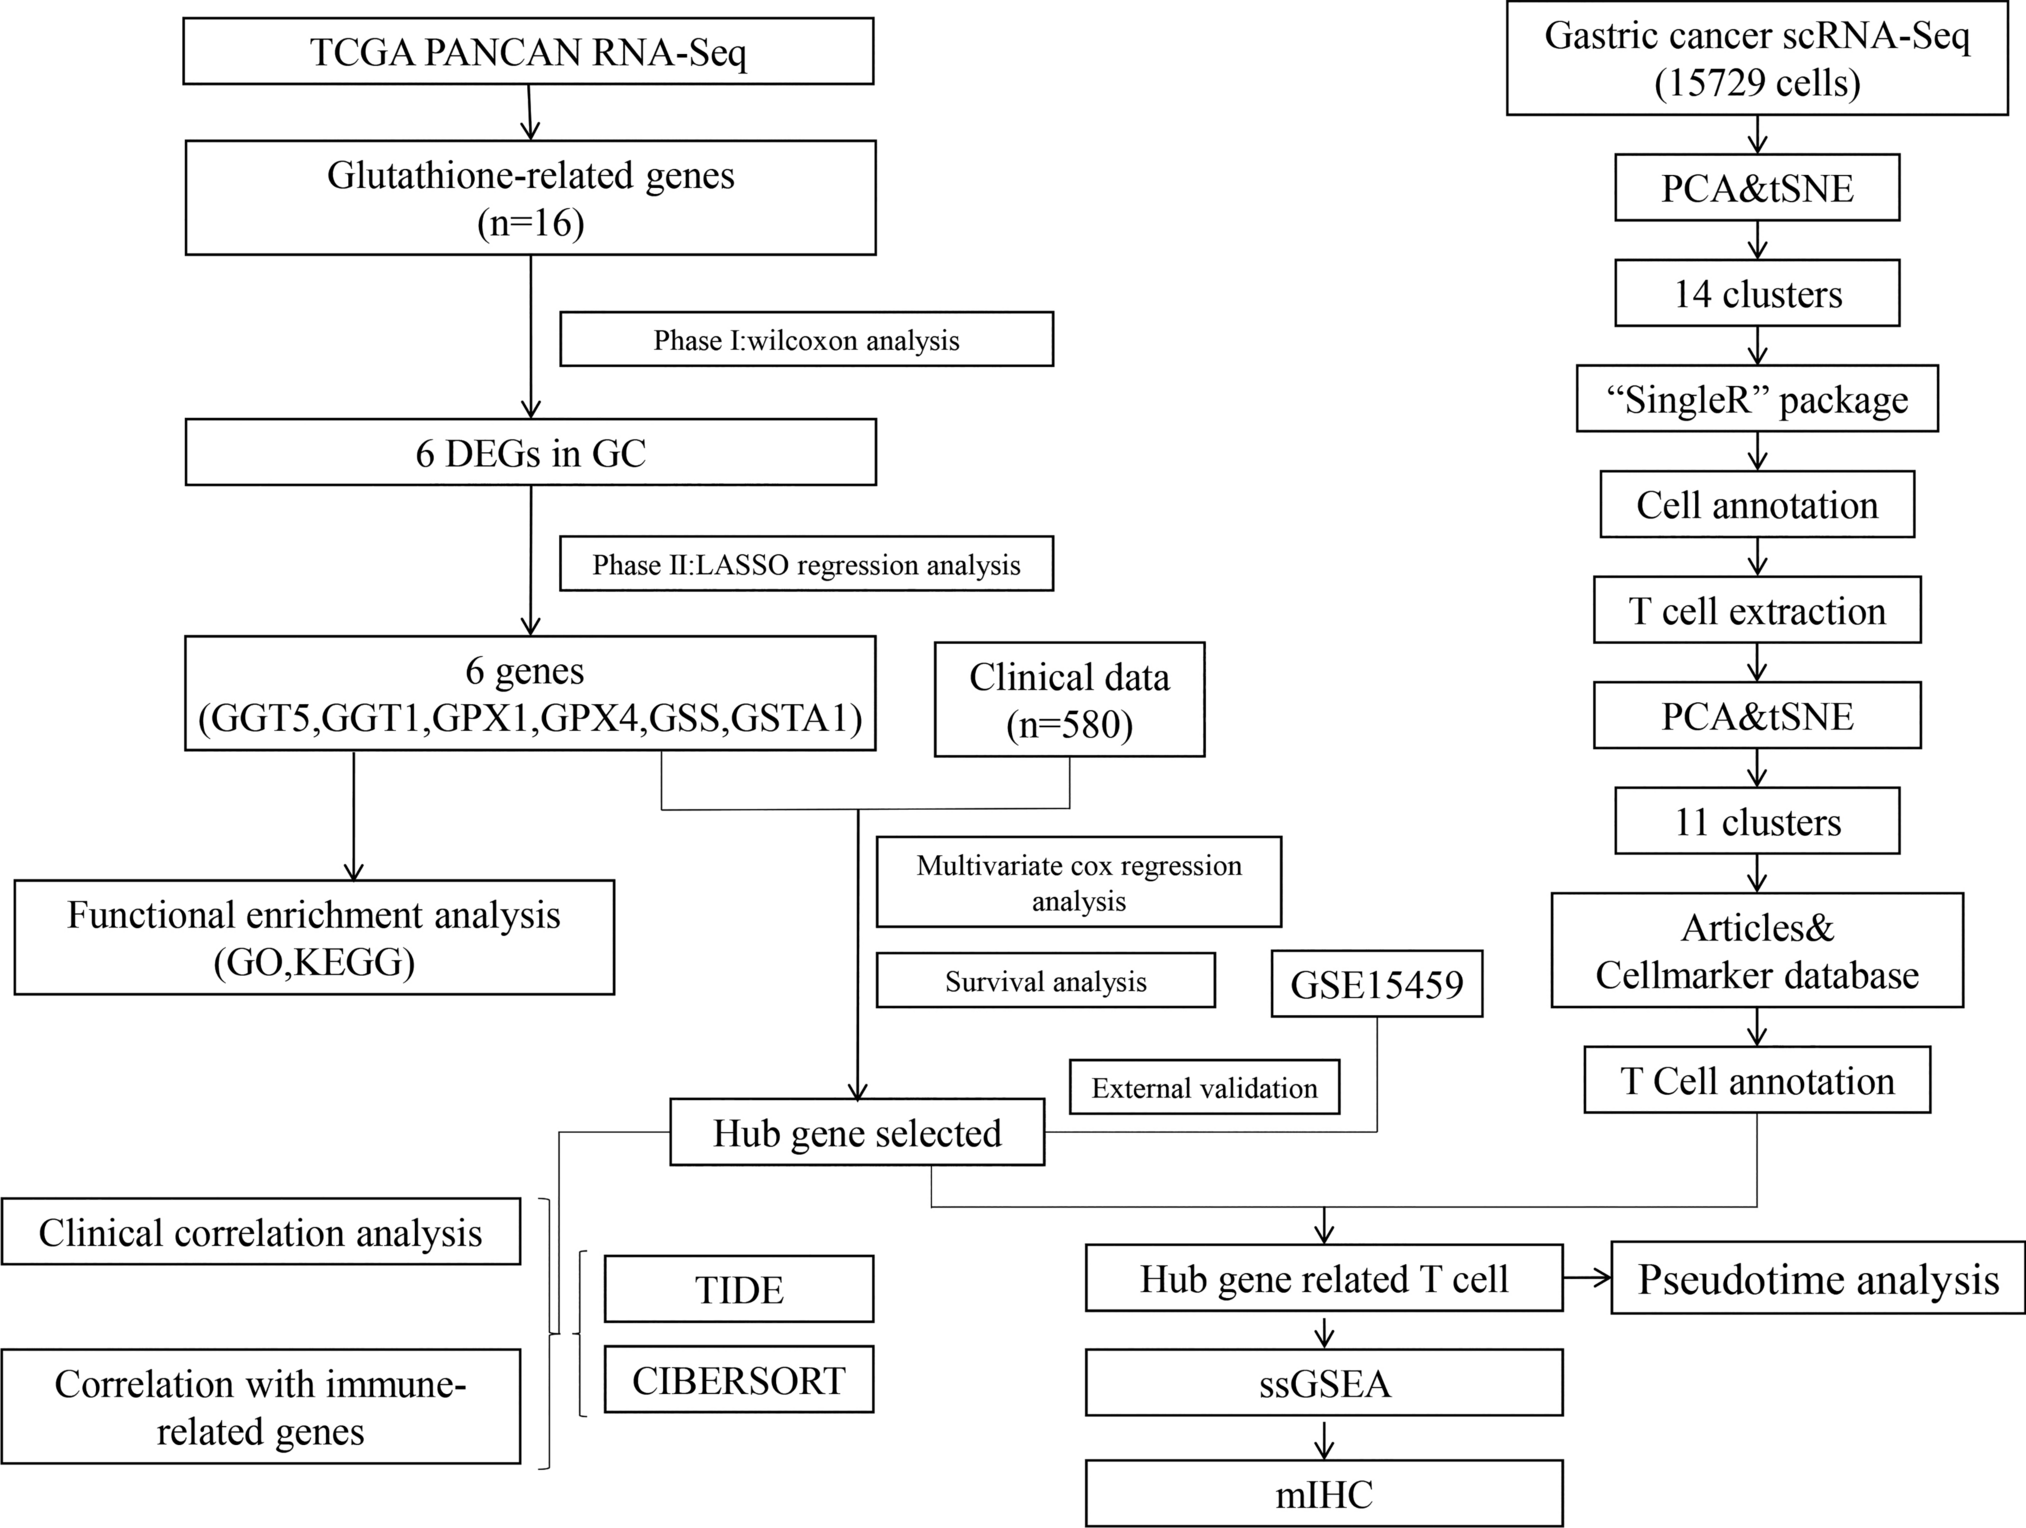 TCGA PANCAN RNA-Seq
Glutathione-related genes
(n=16)
Phase I:wilcoxon analysis
6 DEGs in GC
Phase II:LASSO regression analysis
6 genes
(GGT5,GGT1,GPX1,GPX4,GSS,GSTA1)
Clinical data
(n=580)
Functional enrichment analysis
(GO,KEGG)
Multivariate cox regression
analysis
Survival analysis
GSE15459
External validation
Hub gene selected
Clinical correlation analysis
Correlation with immune-
related genes
TIDE
CIBERSORT
Gastric cancer scRNA-Seq
(15729 cells)
PCA&tSNE
14 clusters
“SingleR” package
Cell annotation
T cell extraction
PCA&tSNE
11 clusters
Articles&
Cellmarker database
T Cell annotation
Hub gene related T cell
Pseudotime analysis
ssGSEA
mIHC